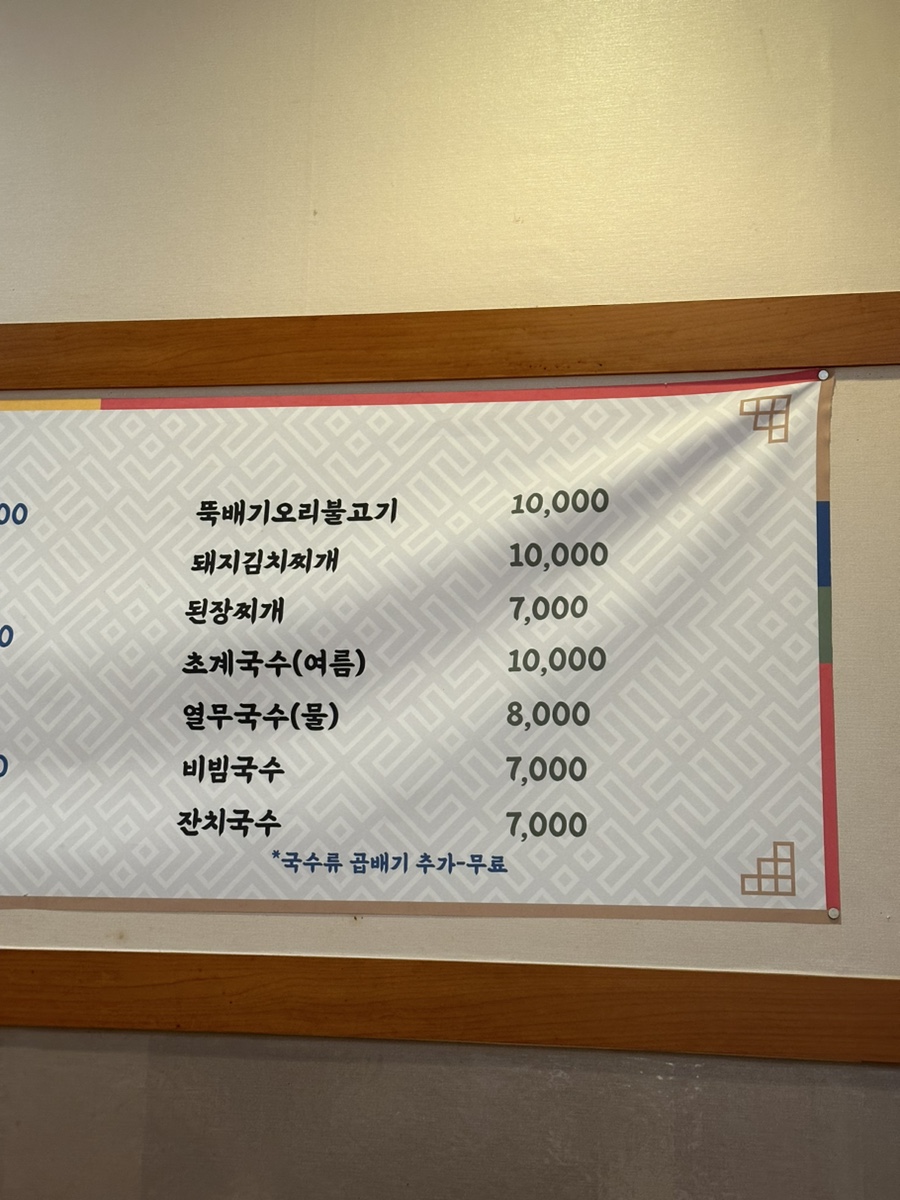 뚝배기오리불고기 10,000
돼지김치찌개 10,000
된장찌개 7,000
초계국수(여름) 10,000
열무국수(물) 8,000
비빔국수 7,000
잔치국수 7,000
*국수류 곱배기 추가-무료